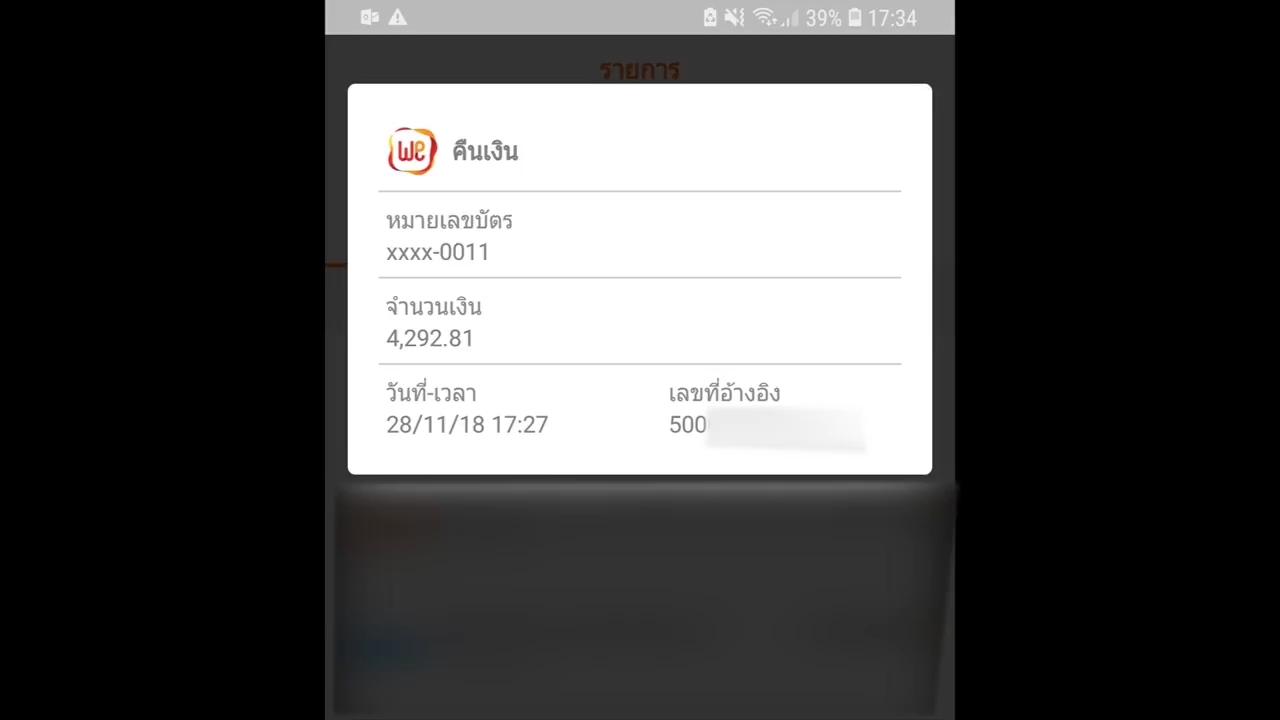 39% 17:34
รายการ
we คืนเงิน
หมายเลขบัตร
xxxx-0011
จำนวนเงิน
4,292.81
วันที่-เวลา เลขที่อ้างอิง
28/11/18 17:27 500